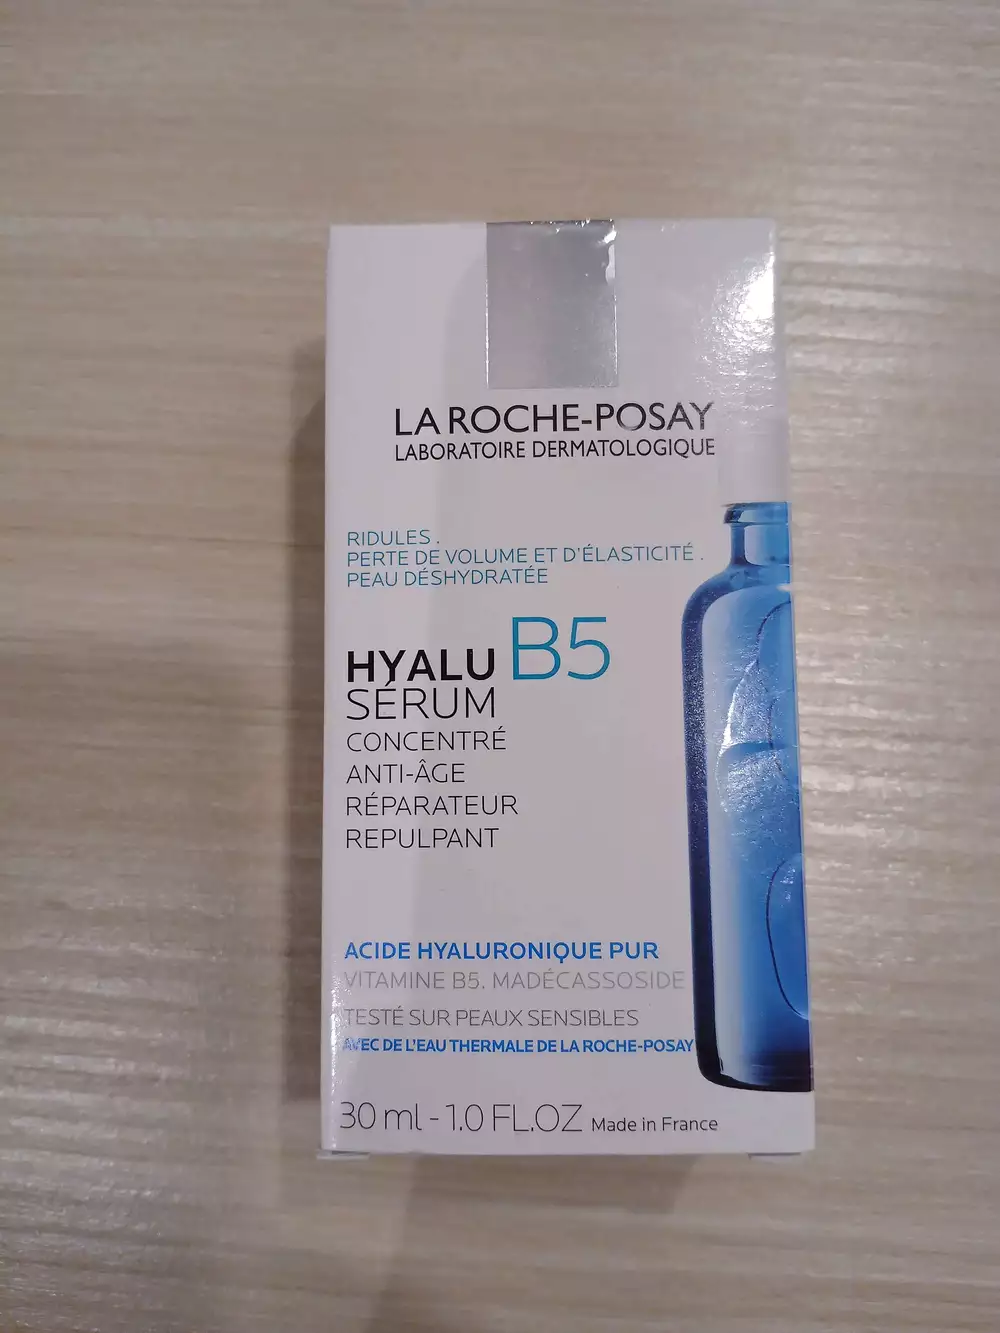 LA ROCHE-POSAY
LABORATOIRE DERMATOLOGIQUE
RIDULES .
PERTE DE VOLUME ET D'ÉLASTICITÉ .
PEAU DÉSHYDRATÉE
HYALU B5
SÉRUM
CONCENTRÉ
ANTI-ÂGE
RÉPARATEUR
REPULPANT
ACIDE HYALURONIQUE PUR
VITAMINE B5. MADÉCASSOSIDE
TESTÉ SUR PEAUX SENSIBLES
AVEC DE L'EAU THERMALE DE LA ROCHE-POSAY
30 ml - 1.0 FL.OZ Made in France